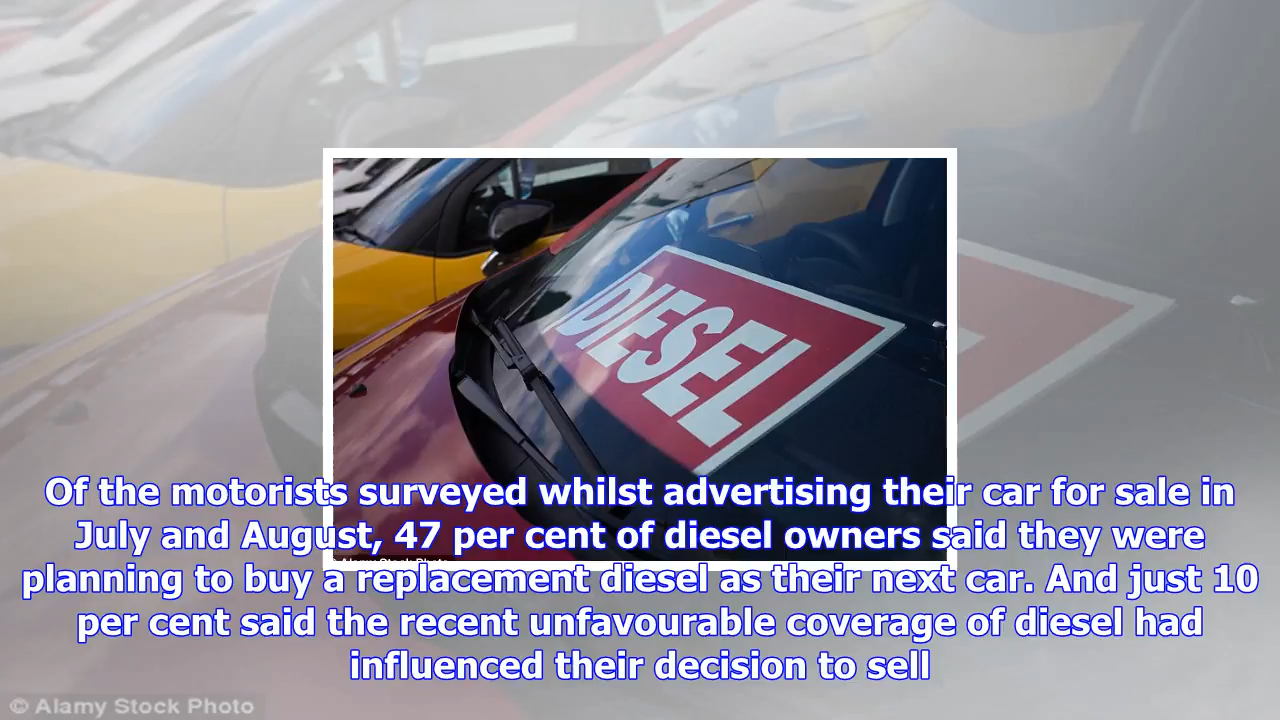 DIESEL
Of the motorists surveyed whilst advertising their car for sale in
July and August, 47 per cent of diesel owners said they were
planning to buy a replacement diesel as their next car. And just 10
per cent said the recent unfavourable coverage of diesel had
influenced their decision to sell
© Alamy Stock Photo